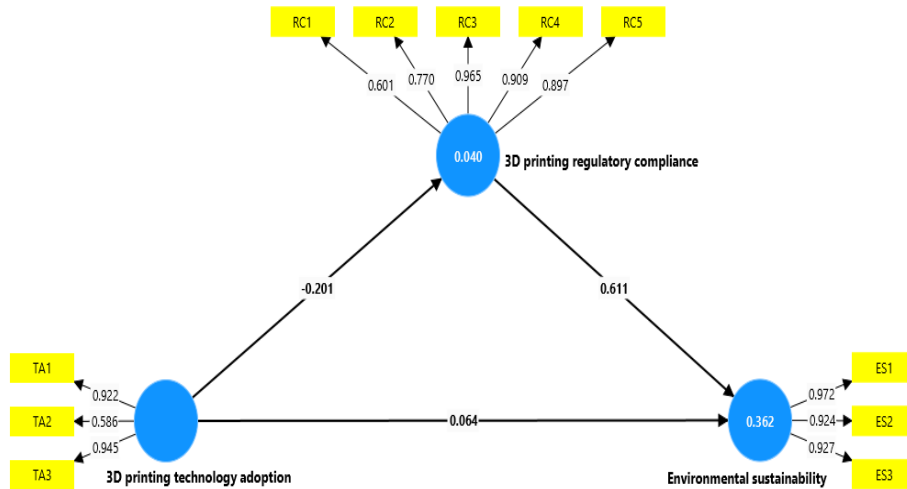 RC1
RC2
RC3
RC4
RC5
0.601
0.770
0.965
0.909
0.897
0.040
3D printing regulatory compliance
-0.201
0.611
TA1
TA2
TA3
0.922
0.586
0.945
3D printing technology adoption
0.064
0.362
Environmental sustainability
0.972
0.924
0.927
ES1
ES2
ES3